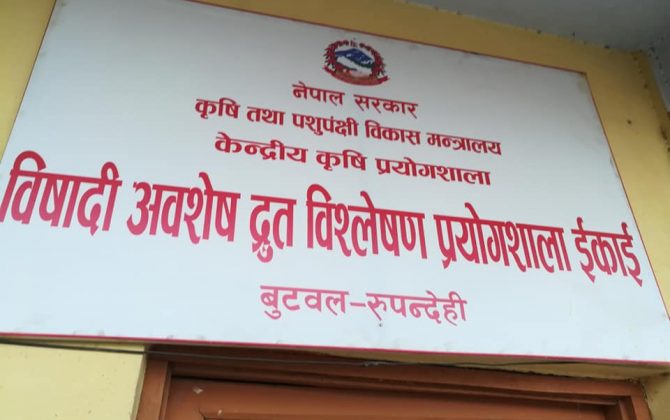 नेपाल सरकार
कृषि तथा पशुपंक्षी विकास मन्त्रालय
केन्द्रीय कृषि प्रयोगशाला
विषादी अवशेष द्रुत विश्लेषण प्रयोगशाला ईकाई
बुटवल-रुपन्देही